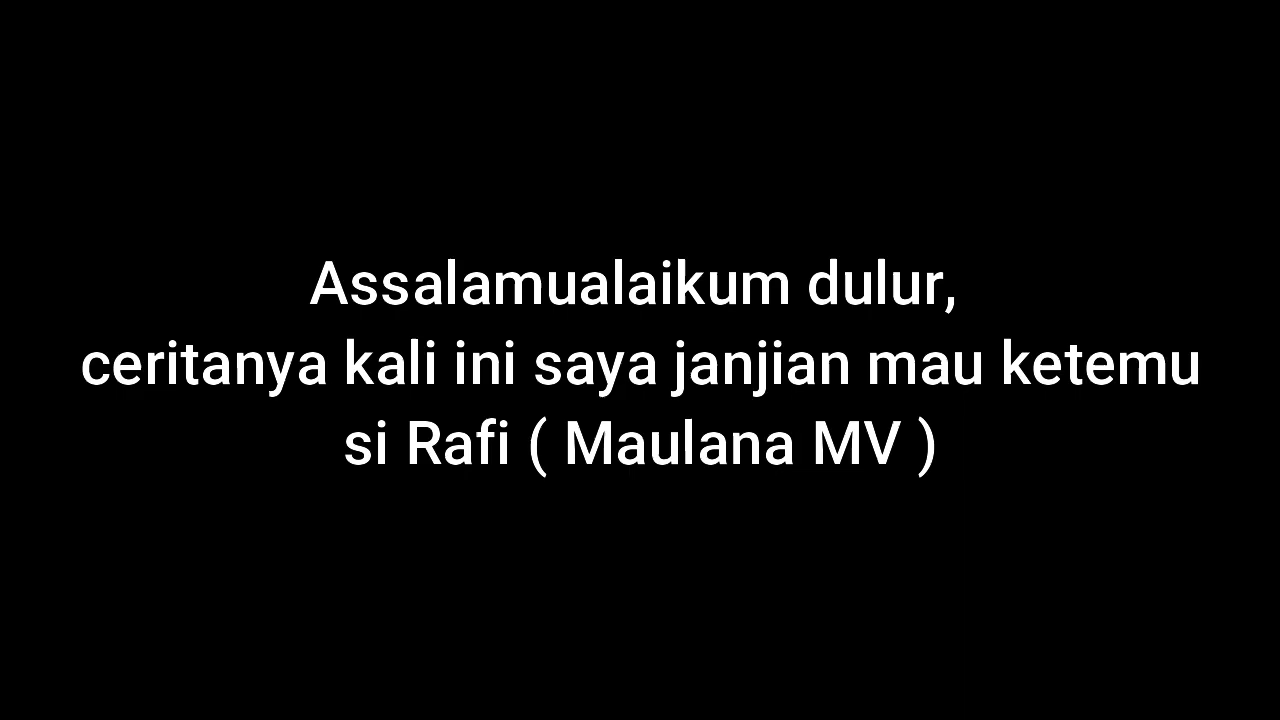 Assalamualaikum dulur,
ceritanya kali ini saya janjian mau ketemu
si Rafi ( Maulana MV )